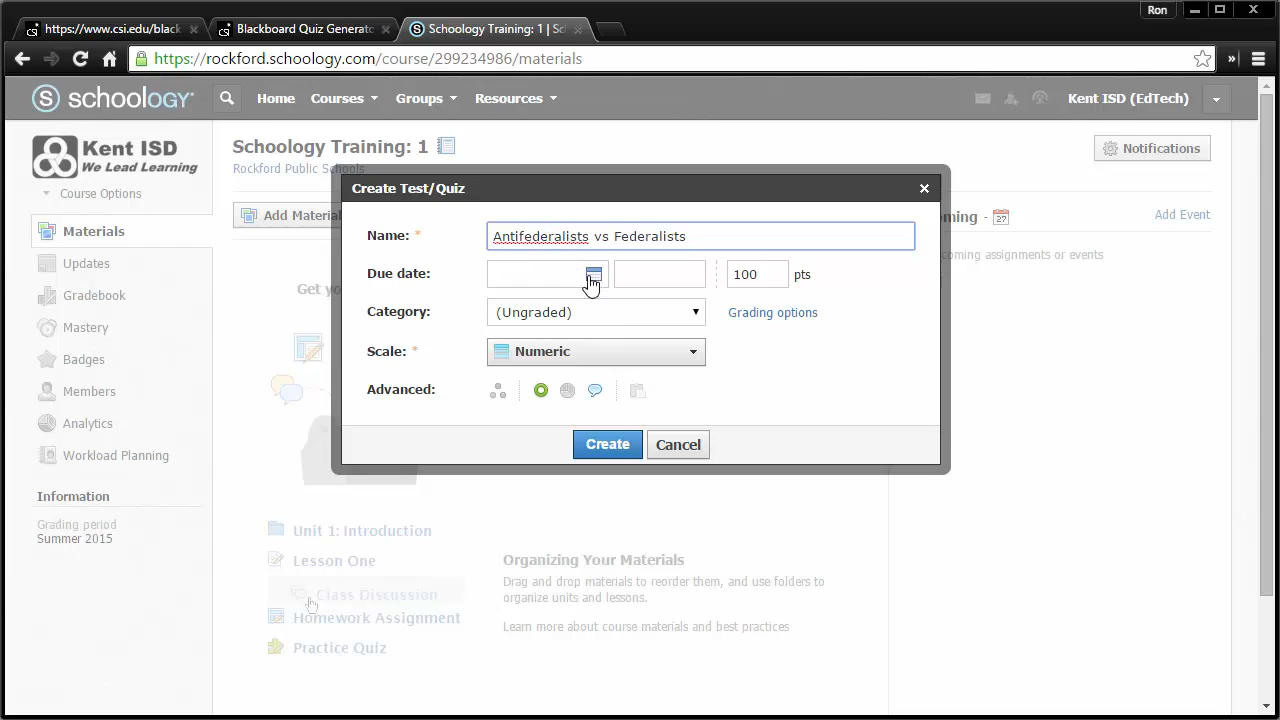 Ron
https://www.csi.edu/black
Blackboard Quiz Generato
Schoology Training: 1 | Sc
https://rockford.schoology.com/course/299234986/materials
S schoology
Home Courses Groups Resources
Kent ISD (EdTech)
Kent ISD
We Lead Learning
Course Options
Schoology Training: 1
Rockford Public Schools
Notifications
Add Material
oming - 27
Add Event
coming assignments or events
Materials
Updates
Gradebook
Mastery
Badges
Members
Analytics
Workload Planning
Information
Grading period
Summer 2015
Get yo
Create Test/Quiz
Name: *
Antifederalists vs Federalists
Due date:
100 pts
Category:
(Ungraded)
Grading options
Scale: *
Numeric
Advanced:
Create Cancel
Unit 1: Introduction
Lesson One
Class Discussion
Homework Assignment
Practice Quiz
Organizing Your Materials
Drag and drop materials to reorder them, and use folders to
organize units and lessons.
Learn more about course materials and best practices